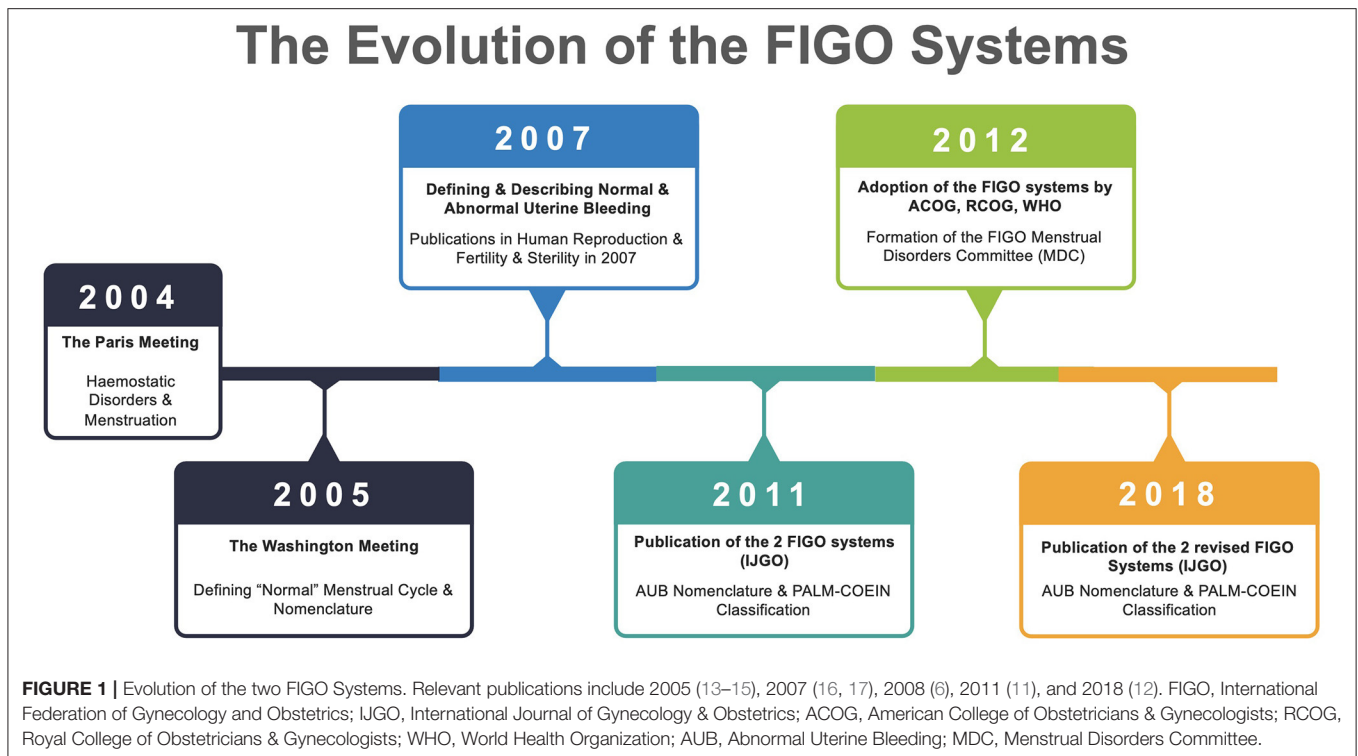 The Evolution of the FIGO Systems
2004
The Paris Meeting
Haemostatic
Disorders &
Menstruation
2005
The Washington Meeting
Defining “Normal” Menstrual Cycle &
Nomenclature
2007
Defining & Describing Normal &
Abnormal Uterine Bleeding
Publications in Human Reproduction &
Fertility & Sterility in 2007
2011
Publication of the 2 FIGO systems
(IJGO)
AUB Nomenclature & PALM-COEIN
Classification
2012
Adoption of the FIGO systems by
ACOG, RCOG, WHO
Formation of the FIGO Menstrual
Disorders Committee (MDC)
2018
Publication of the 2 revised FIGO
Systems (IJGO)
AUB Nomenclature & PALM-COEIN
Classification
FIGURE 1 | Evolution of the two FIGO Systems. Relevant publications include 2005 (13–15), 2007 (16, 17), 2008 (6), 2011 (11), and 2018 (12). FIGO, International
Federation of Gynecology and Obstetrics; IJGO, International Journal of Gynecology & Obstetrics; ACOG, American College of Obstetricians & Gynecologists; RCOG,
Royal College of Obstetricians & Gynecologists; WHO, World Health Organization; AUB, Abnormal Uterine Bleeding; MDC, Menstrual Disorders Committee.